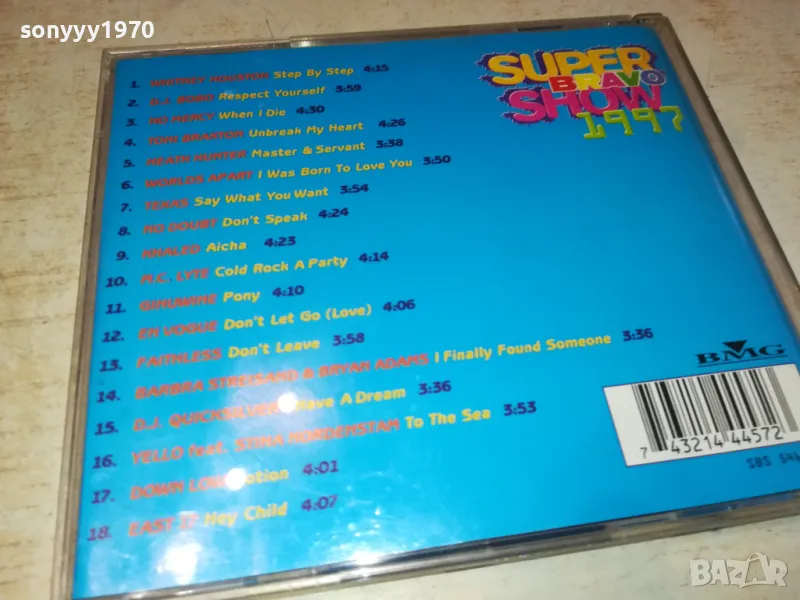 sonyyy1970
SUPER
BRAVO
SHOW
1997
1. WHITNEY HOUSTON Step By Step 4:15
2. D.J. BOBO Respect Yourself 3:59
3. NO MERCY When I Die 4:30
4. TONI BRAXTON Unbreak My Heart 4:26
5. HEATH HUNTER Master & Servant 3:38
6. WORLDS APART I Was Born To Love You 3:50
7. TEXAS Say What You Want 3:54
8. NO DOUBT Don't Speak 4:24
9. KHALED Aicha 4:23
10. M.C. LYTE Cold Rock A Party 4:14
11. GINUWINE Pony 4:10
12. EN VOGUE Don't Let Go (Love) 4:06
13. FAITHLESS Don't Leave 3:58
14. BARBRA STREISAND & BRYAN ADAMS I Finally Found Someone 3:36
15. D.J. QUICKSILVER Have A Dream 3:36
16. YELLO feat. STINA NORDENSTAM To The Sea 3:53
17. DOWN LOW 4:01
18. EAST 17 Hey Child 4:07
BMG
7 43214 44572
SBS
BAZAR